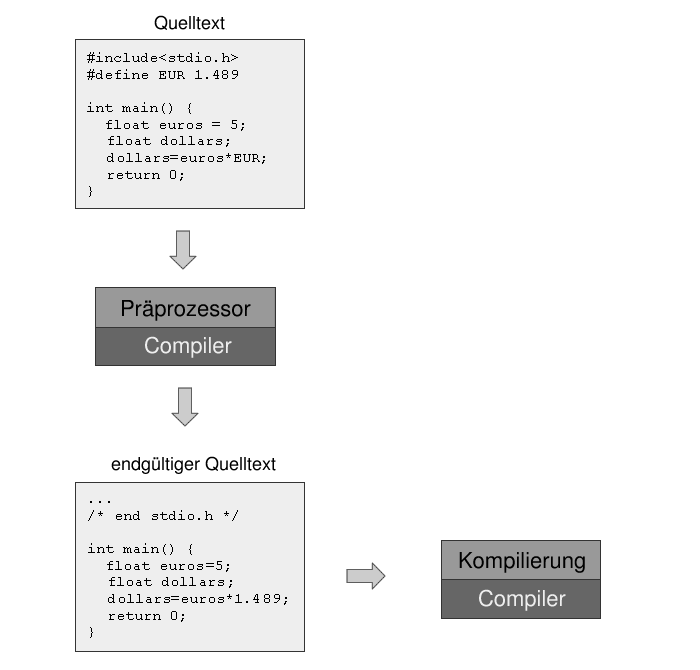 Quelltext
#include<stdio.h>
#define EUR 1.489
int main() {
float euros = 5;
float dollars;
dollars=euros*EUR;
return 0;
}
Präprozessor
Compiler
endgültiger Quelltext
...
/* end stdio.h */
int main() {
float euros=5;
float dollars;
dollars=euros*1.489;
return 0;
}
Kompilierung
Compiler